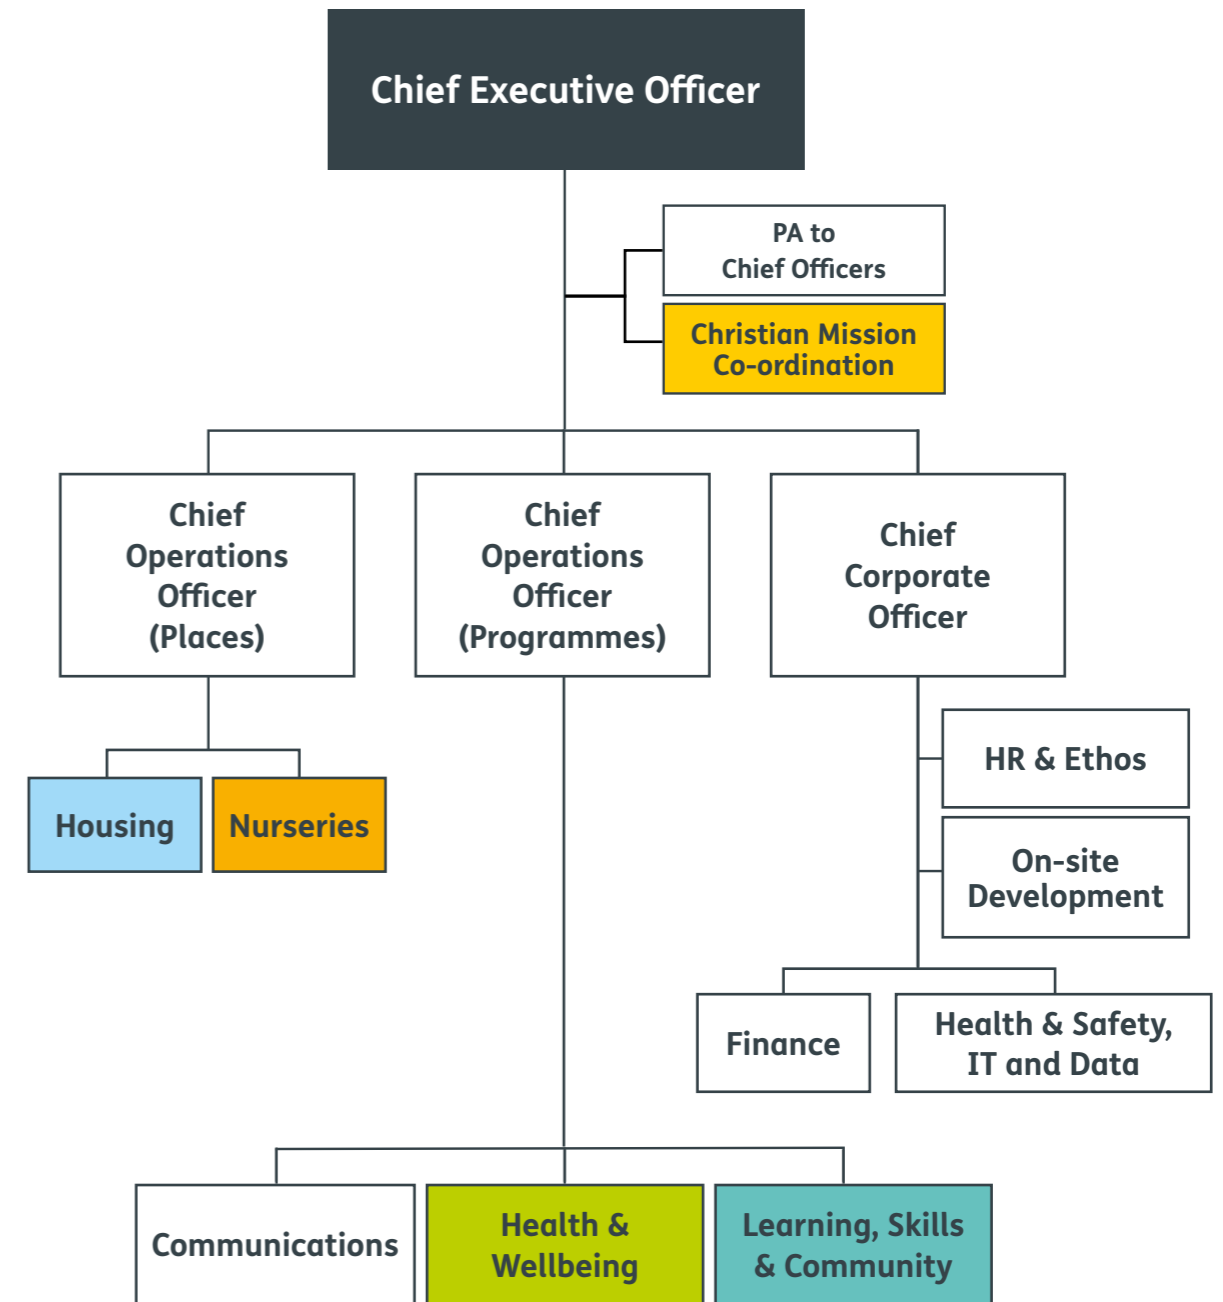 Chief Executive Officer
PA to
Chief Officers
Christian Mission
Co-ordination
Chief
Operations
Officer
(Places)
Chief
Operations
Officer
(Programmes)
Chief
Corporate
Officer
Housing
Nurseries
HR & Ethos
On-site
Development
Finance
Health & Safety,
IT and Data
Communications
Health &
Wellbeing
Learning, Skills
& Community